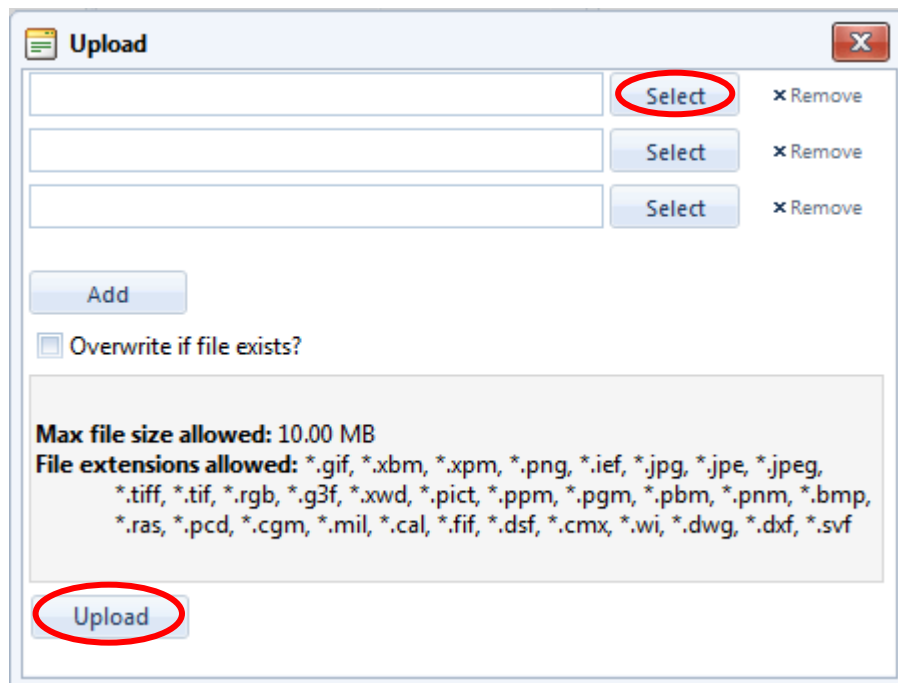 Upload
Select × Remove
Select × Remove
Select × Remove
Add
Overwrite if file exists?
Max file size allowed: 10.00 MB
File extensions allowed: *.gif, *.xbm, *.xpm, *.png, *.ief, *.jpg, *.jpe, *.jpeg,
*.tiff, *.tif, *.rgb, *.g3f, *.xwd, *.pict, *.ppm, *.pgm, *.pbm, *.pnm, *.bmp,
*.ras, *.pcd, *.cgm, *.mil, *.cal, *.fif, *.dsf, *.cmx, *.wi, *.dwg, *.dxf, *.svf
Upload